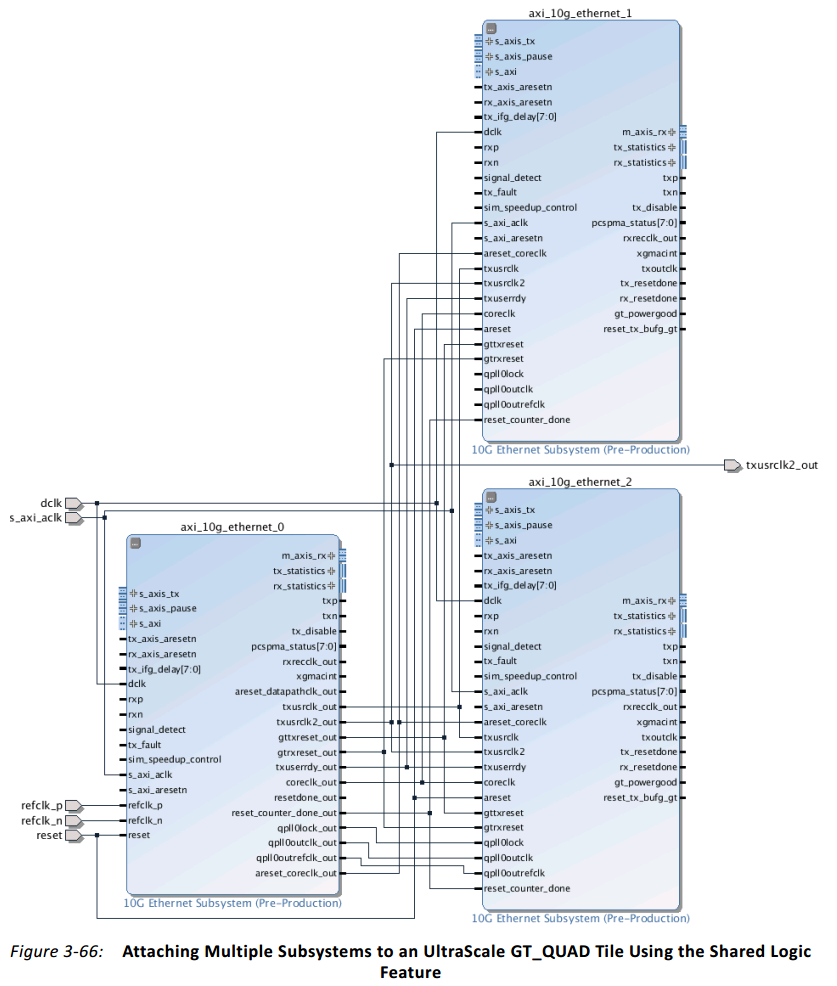 axi_10g_ethernet_1
s_axis_tx
s_axis_pause
s_axi
tx_axis_aresetn
rx_axis_aresetn
tx_ifg_delay[7:0]
dclk
rxp
rxn
signal_detect
tx_fault
sim_speedup_control
s_axi_aclk
s_axi_aresetn
areset_coreclk
txusrclk
txusrclk2
txuserrdy
coreclk
areset
gttxreset
gtrxreset
qpll0lock
qpll0outclk
qpll0outrefclk
reset_counter_done
m_axis_rx
tx_statistics
rx_statistics
txp
txn
tx_disable
pcspma_status[7:0]
rxrecclk_out
xgmacint
txoutclk
tx_resetdone
rx_resetdone
gt_powergood
reset_tx_bufg_gt
10G Ethernet Subsystem (Pre-Production)
txusrclk2_out
dclk
s_axi_aclk
refclk_p
refclk_n
reset
axi_10g_ethernet_0
s_axis_tx
s_axis_pause
s_axi
tx_axis_aresetn
rx_axis_aresetn
tx_ifg_delay[7:0]
dclk
rxp
rxn
signal_detect
tx_fault
sim_speedup_control
s_axi_aclk
s_axi_aresetn
refclk_p
refclk_n
reset
m_axis_rx
tx_statistics
rx_statistics
txp
txn
tx_disable
pcspma_status[7:0]
rxrecclk_out
xgmacint
areset_datapathclk_out
txusrclk_out
txusrclk2_out
gttxreset_out
gtrxreset_out
txuserrdy_out
coreclk_out
resetdone_out
reset_counter_done_out
qpll0lock_out
qpll0outclk_out
qpll0outrefclk_out
areset_coreclk_out
10G Ethernet Subsystem (Pre-Production)
axi_10g_ethernet_2
s_axis_tx
s_axis_pause
s_axi
tx_axis_aresetn
rx_axis_aresetn
tx_ifg_delay[7:0]
dclk
rxp
rxn
signal_detect
tx_fault
sim_speedup_control
s_axi_aclk
s_axi_aresetn
areset_coreclk
txusrclk
txusrclk2
txuserrdy
coreclk
areset
gttxreset
gtrxreset
qpll0lock
qpll0outclk
qpll0outrefclk
reset_counter_done
m_axis_rx
tx_statistics
rx_statistics
txp
txn
tx_disable
pcspma_status[7:0]
rxrecclk_out
xgmacint
txoutclk
tx_resetdone
rx_resetdone
gt_powergood
reset_tx_bufg_gt
10G Ethernet Subsystem (Pre-Production)
Figure 3-66: Attaching Multiple Subsystems to an UltraScale GT_QUAD Tile Using the Shared Logic
Feature